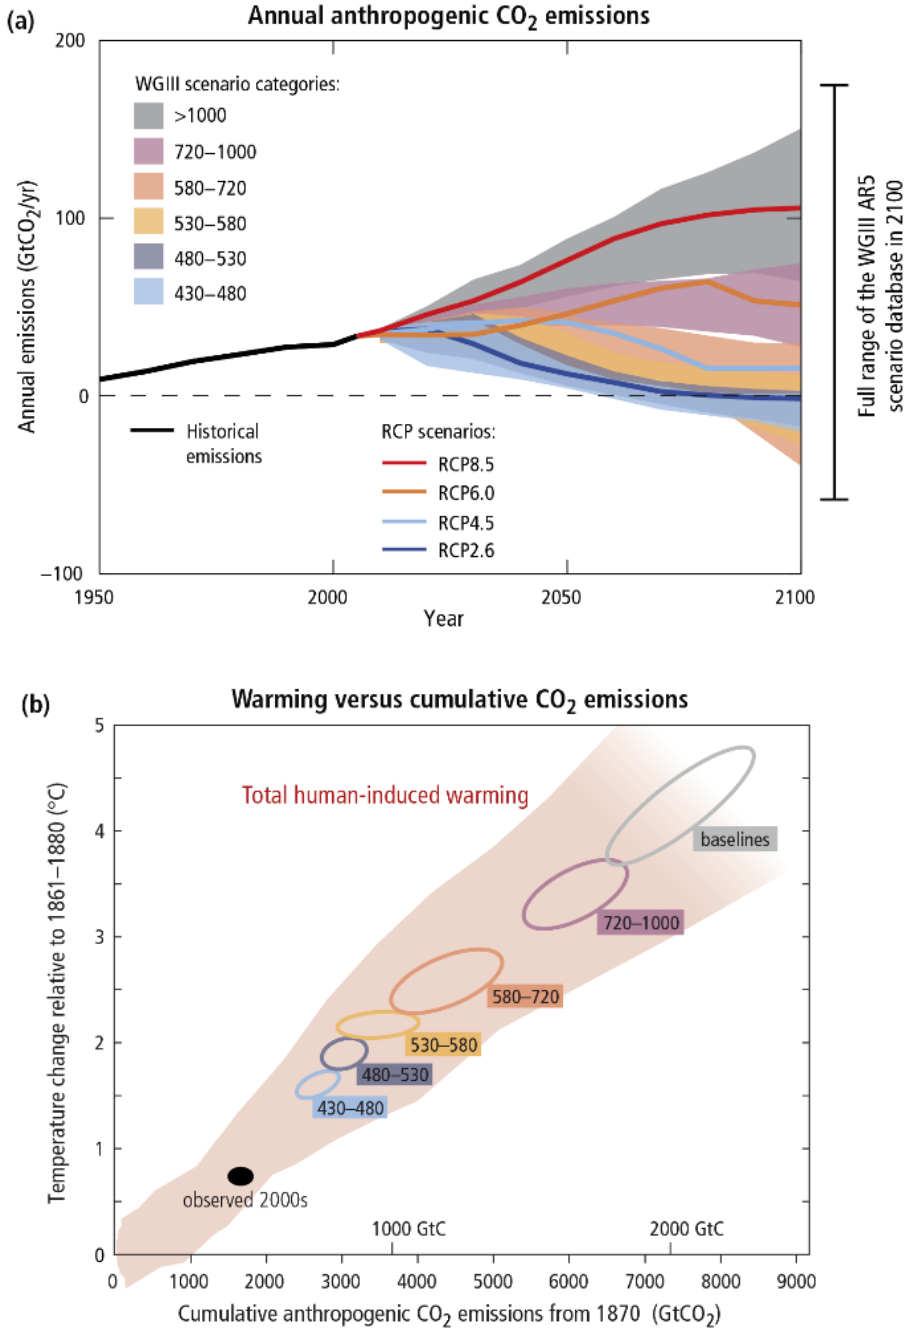 (a)
Annual anthropogenic CO₂ emissions
200
100
0
−100
Annual emissions (GtCO₂/yr)
WGIII scenario categories:
>1000
720–1000
580–720
530–580
480–530
430–480
Historical
emissions
RCP scenarios:
RCP8.5
RCP6.0
RCP4.5
RCP2.6
1950
2000
2050
2100
Year
Full range of the WGIII AR5
scenario database in 2100
(b)
Warming versus cumulative CO₂ emissions
5
4
3
2
1
0
Temperature change relative to 1861–1880 (°C)
Total human-induced warming
baselines
720–1000
580–720
530–580
480–530
430–480
observed 2000s
1000 GtC
2000 GtC
0
1000
2000
3000
4000
5000
6000
7000
8000
9000
Cumulative anthropogenic CO₂ emissions from 1870 (GtCO₂)